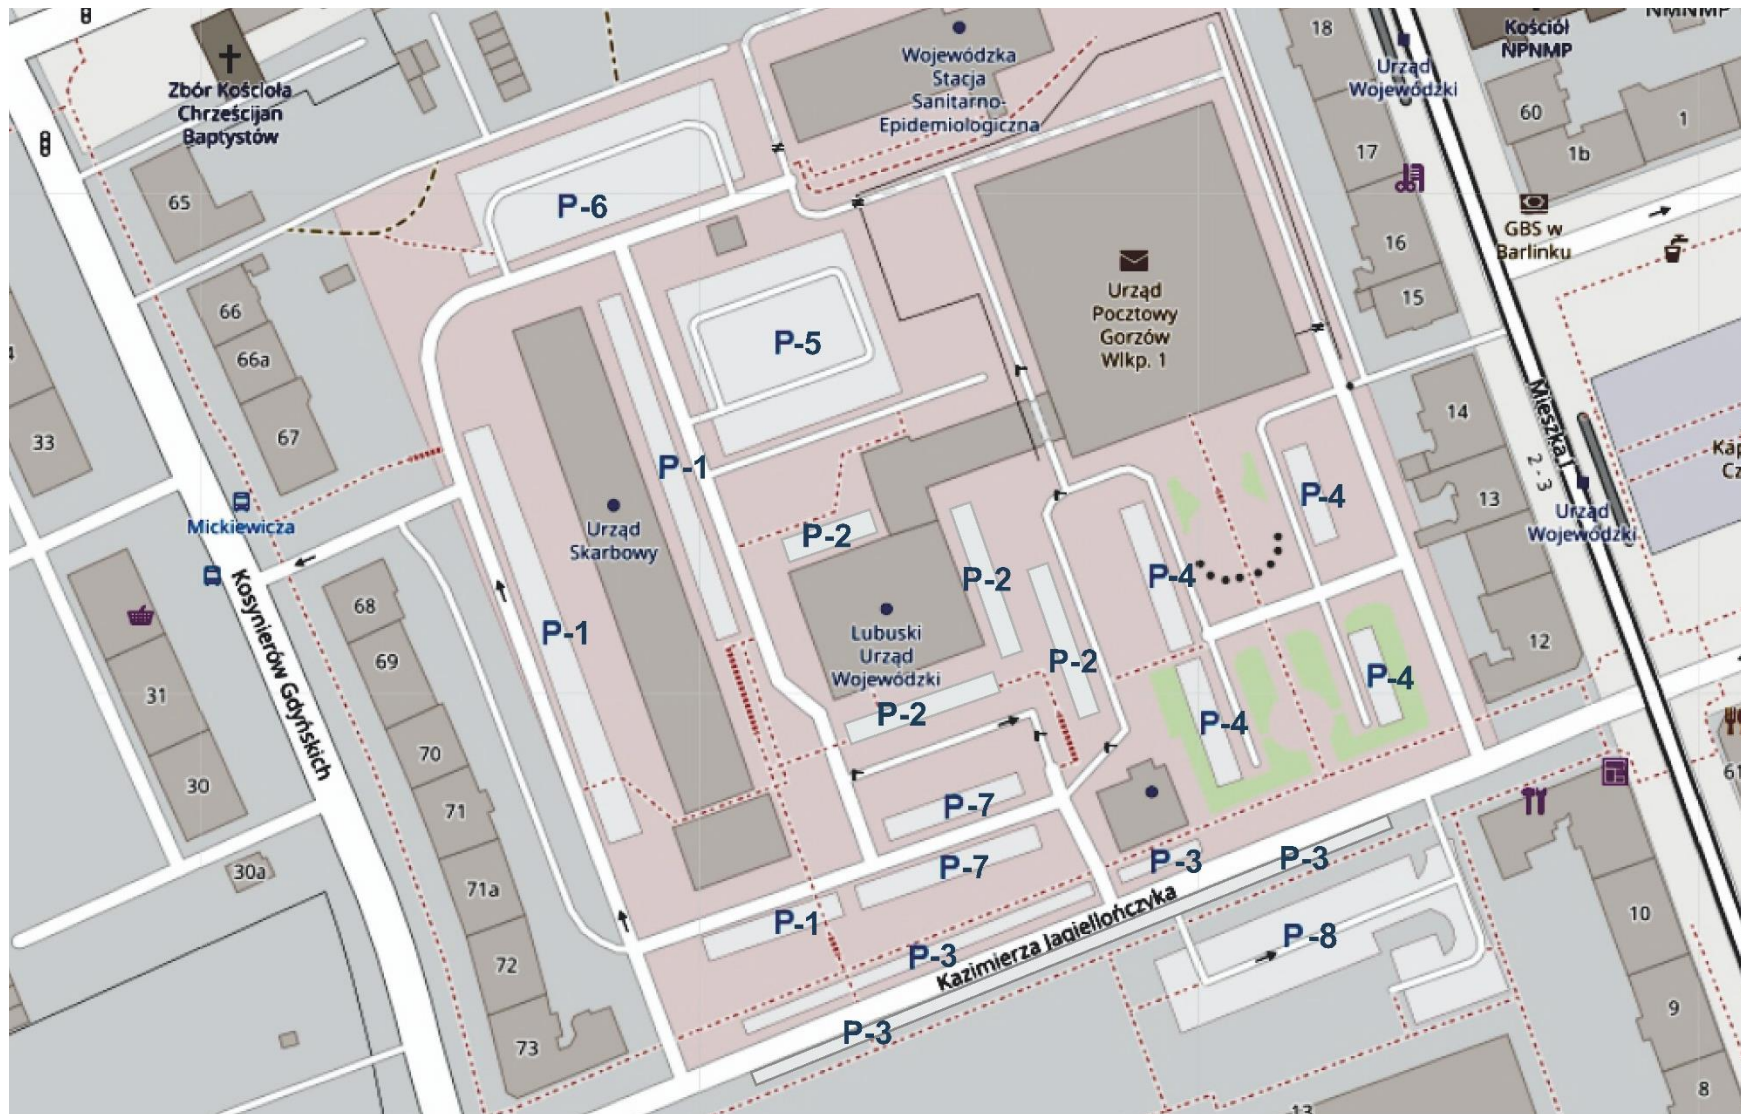 18
Kościół
NPNMP
NMNMP
Zbór Kościoła
Chrześcijan
Baptystów
Wojewódzka
Stacja
Sanitarno-
Epidemiologiczna
Urząd
Wojewódzki
60
1
1b
17
65
P-6
16
GBS w
Barlinku
15
66
66a
67
P-5
Urząd
Pocztowy
Gorzów
Wlkp. 1
14
Mieszka I
2. 3
33
P-1
P-4
13
Mickiewicza
Urząd
Skarbowy
P-2
Urząd
Wojewódzki
P-2
P-4
Kosynierów Gdyńskich
68
P-1
Lubuski
Urząd
Wojewódzki
12
69
P-2
P-4
31
P-2
P-4
70
30
71
P-7
61
30a
P-7
P-3
P-3
71a
P-1
10
72
P-3
Kazimierza Jagiellończyka
P-8
73
P-3
9
8
13